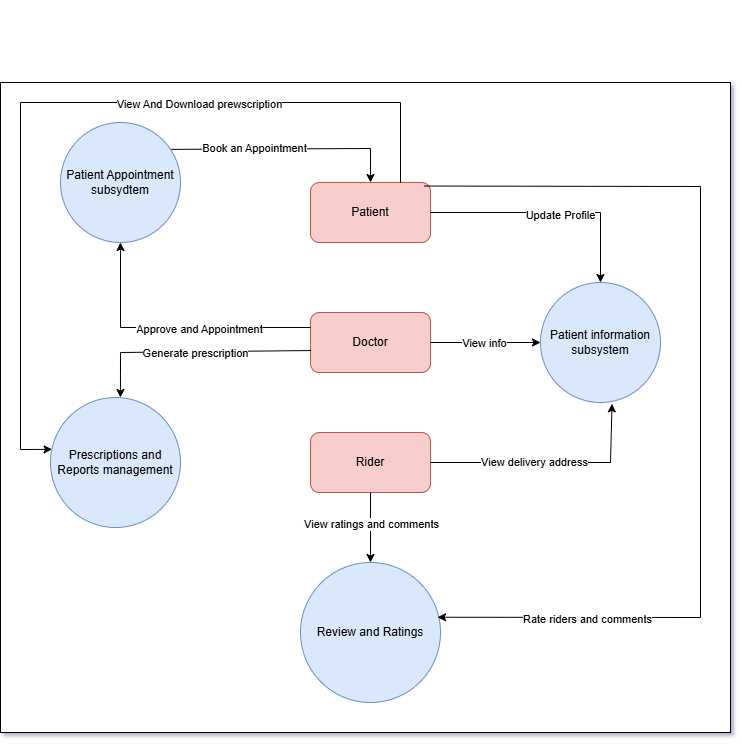 View And Download prewscription
Book an Appointment
Patient Appointment
subsydtem
Patient
Update Profile
Approve and Appointment
Generate prescription
Doctor
View info
Patient information
subsystem
Prescriptions and
Reports management
Rider
View delivery address
View ratings and comments
Review and Ratings
Rate riders and comments